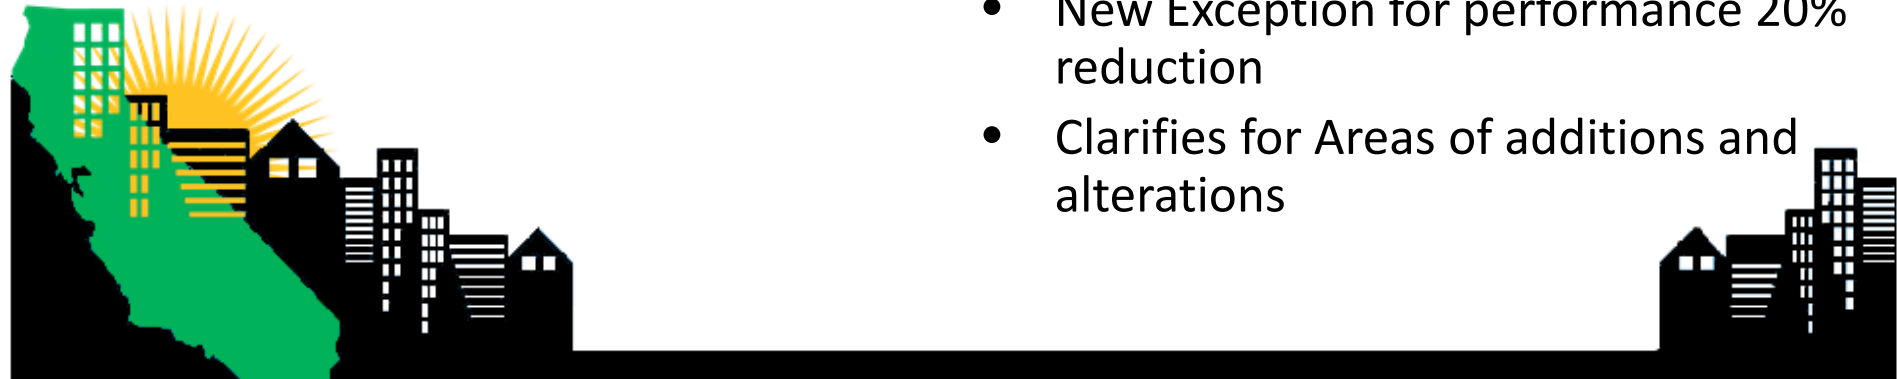 • New Exception for performance 20%
reduction
• Clarifies for Areas of additions and
alterations